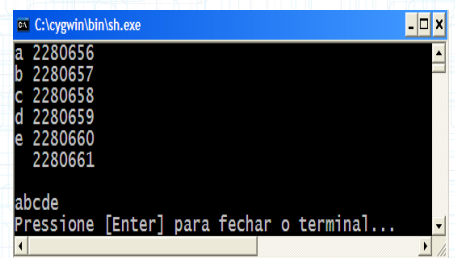 C:\cygwin\bin\sh.exe
a 2280656
b 2280657
c 2280658
d 2280659
e 2280660
  2280661
abcde
Pressione [Enter] para fechar o terminal...